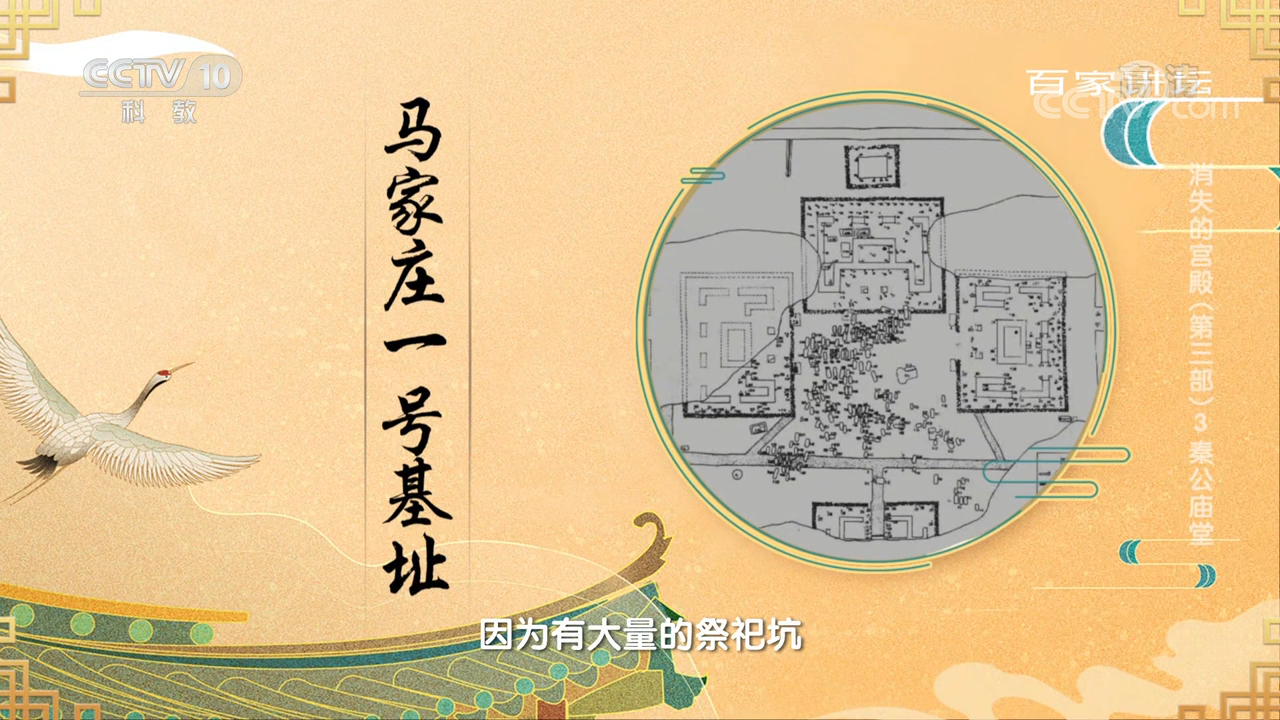 CCTV 10
科教
百家讲坛
高清
CCTV.com
马家庄一号基址
消失的宫殿（第三部）3 秦公庙堂
因为有大量的祭祀坑